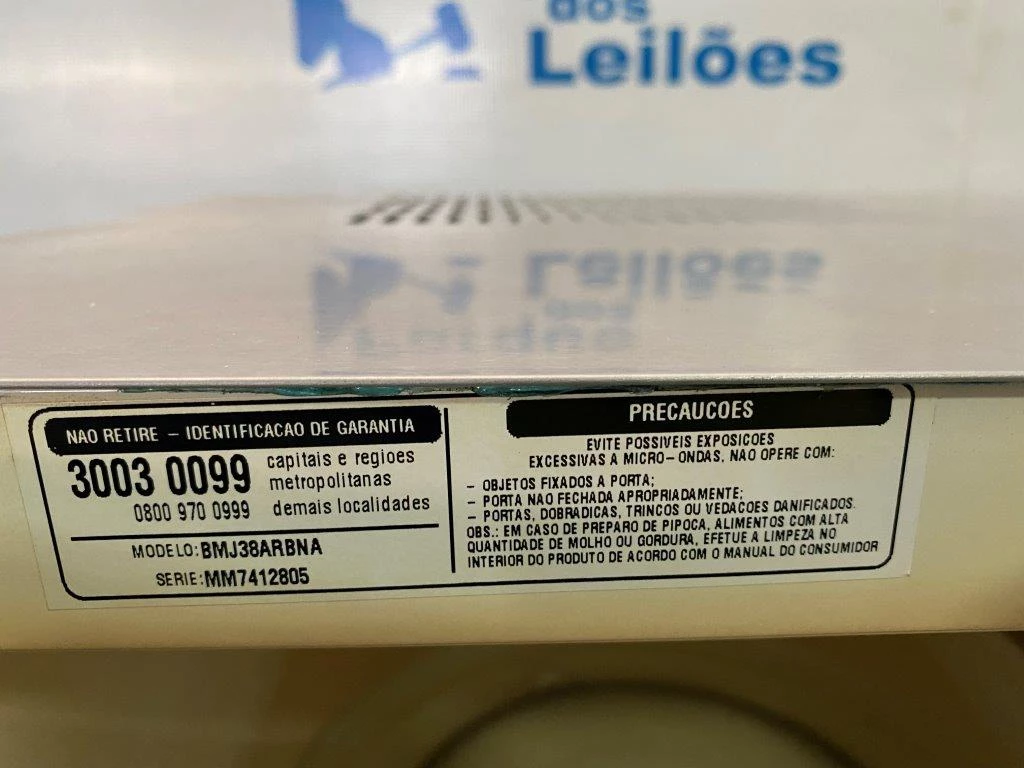 dos
Leilões
NAO RETIRE – IDENTIFICACAO DE GARANTIA
3003 0099 capitais e regioes
metropolitanas
0800 970 0999 demais localidades
MODELO: BMJ38ARBNA
SERIE: MM7412805
PRECAUCOES
EVITE POSSIVEIS EXPOSICOES
EXCESSIVAS A MICRO-ONDAS, NAO OPERE COM:
– OBJETOS FIXADOS A PORTA;
– PORTA NAO FECHADA APROPRIADAMENTE;
– PORTAS, DOBRADICAS, TRINCOS OU VEDACOES DANIFICADOS.
OBS.: EM CASO DE PREPARO DE PIPOCA, ALIMENTOS COM ALTA
QUANTIDADE DE MOLHO OU GORDURA, EFETUE A LIMPEZA NO
INTERIOR DO PRODUTO DE ACORDO COM O MANUAL DO CONSUMIDOR